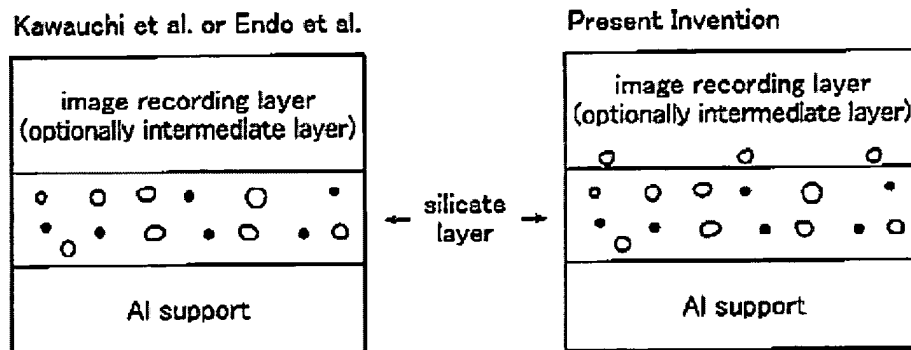 Kawauchi et al. or Endo et al.
Present Invention
image recording layer
(optionally intermediate layer)
image recording layer
(optionally intermediate layer)
silicate
layer
Al support
Al support